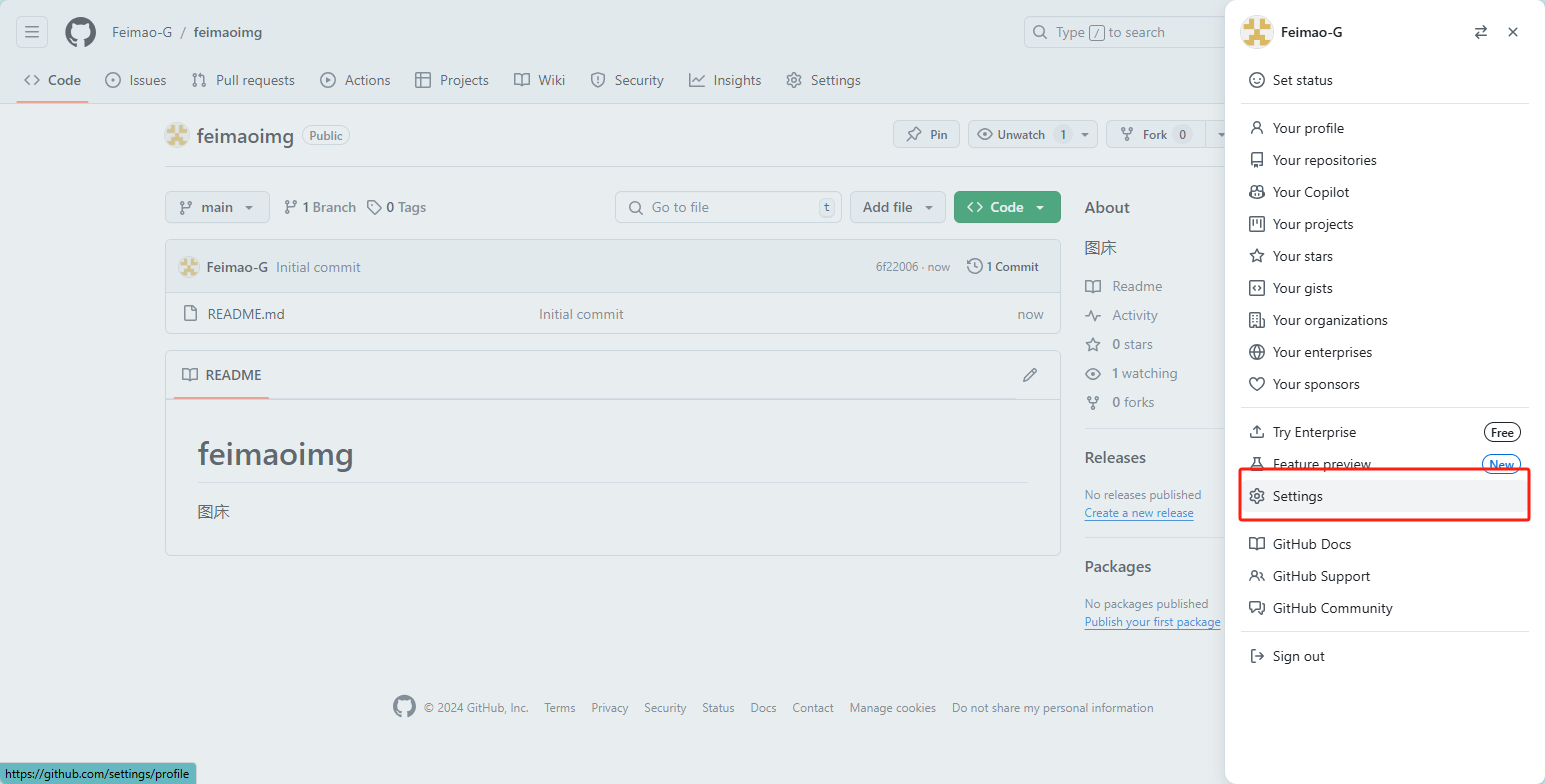 Feimao-G / feimaoimg
Type / to search
Code Issues Pull requests Actions Projects Wiki Security Insights Settings
feimaoimg Public
Pin Unwatch 1 Fork 0
main 1 Branch 0 Tags
Go to file t Add file Code
Feimao-G Initial commit 6f22006 · now 1 Commit
README.md Initial commit now
README
feimaoimg
图床
About
图床
Readme
Activity
0 stars
1 watching
0 forks
Releases
No releases published
Create a new release
Packages
No packages published
Publish your first package
© 2024 GitHub, Inc. Terms Privacy Security Status Docs Contact Manage cookies Do not share my personal information
https://github.com/settings/profile
Feimao-G
Set status
Your profile
Your repositories
Your Copilot
Your projects
Your stars
Your gists
Your organizations
Your enterprises
Your sponsors
Try Enterprise Free
Feature preview New
Settings
GitHub Docs
GitHub Support
GitHub Community
Sign out